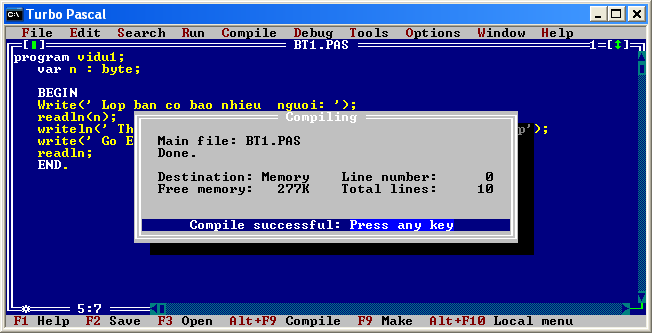 Turbo Pascal
File Edit Search Run Compile Debug Tools Options Window Help
BT1.PAS 1
program vidu1;
var n : byte;
BEGIN
Write(' Lop ban co bao nhieu nguoi: ');
readln(n);
writeln(' Th p');
write(' Go E
readln;
END.
Compiling
Main file: BT1.PAS
Done.
Destination: Memory Line number: 0
Free memory: 277K Total lines: 10
Compile successful: Press any key
5:7
F1 Help F2 Save F3 Open Alt+F9 Compile F9 Make Alt+F10 Local menu